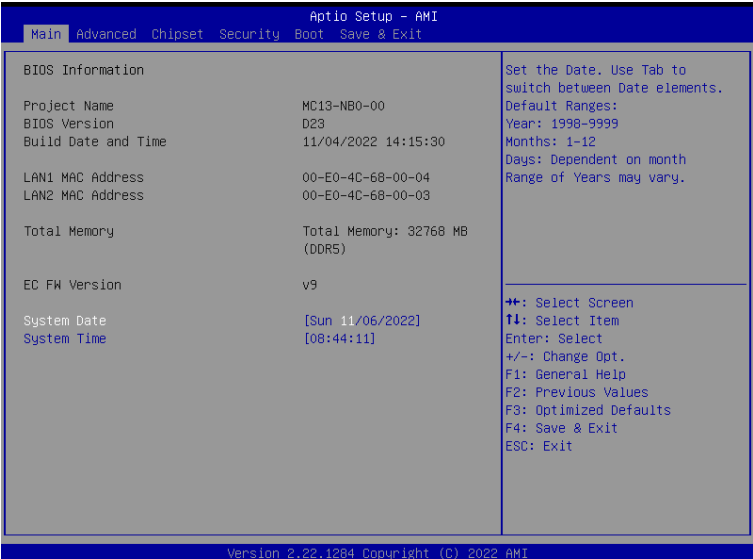 Aptio Setup – AMI
Main Advanced Chipset Security Boot Save & Exit
BIOS Information
Project Name MC13-NB0-00
BIOS Version D23
Build Date and Time 11/04/2022 14:15:30
LAN1 MAC Address 00-E0-4C-68-00-04
LAN2 MAC Address 00-E0-4C-68-00-03
Total Memory Total Memory: 32768 MB
(DDR5)
EC FW Version v9
System Date [Sun 11/06/2022]
System Time [08:44:11]
Set the Date. Use Tab to
switch between Date elements.
Default Ranges:
Year: 1998-9999
Months: 1-12
Days: Dependent on month
Range of Years may vary.
→←: Select Screen
↑↓: Select Item
Enter: Select
+/-: Change Opt.
F1: General Help
F2: Previous Values
F3: Optimized Defaults
F4: Save & Exit
ESC: Exit
Version 2.22.1284 Copyright (C) 2022 AMI